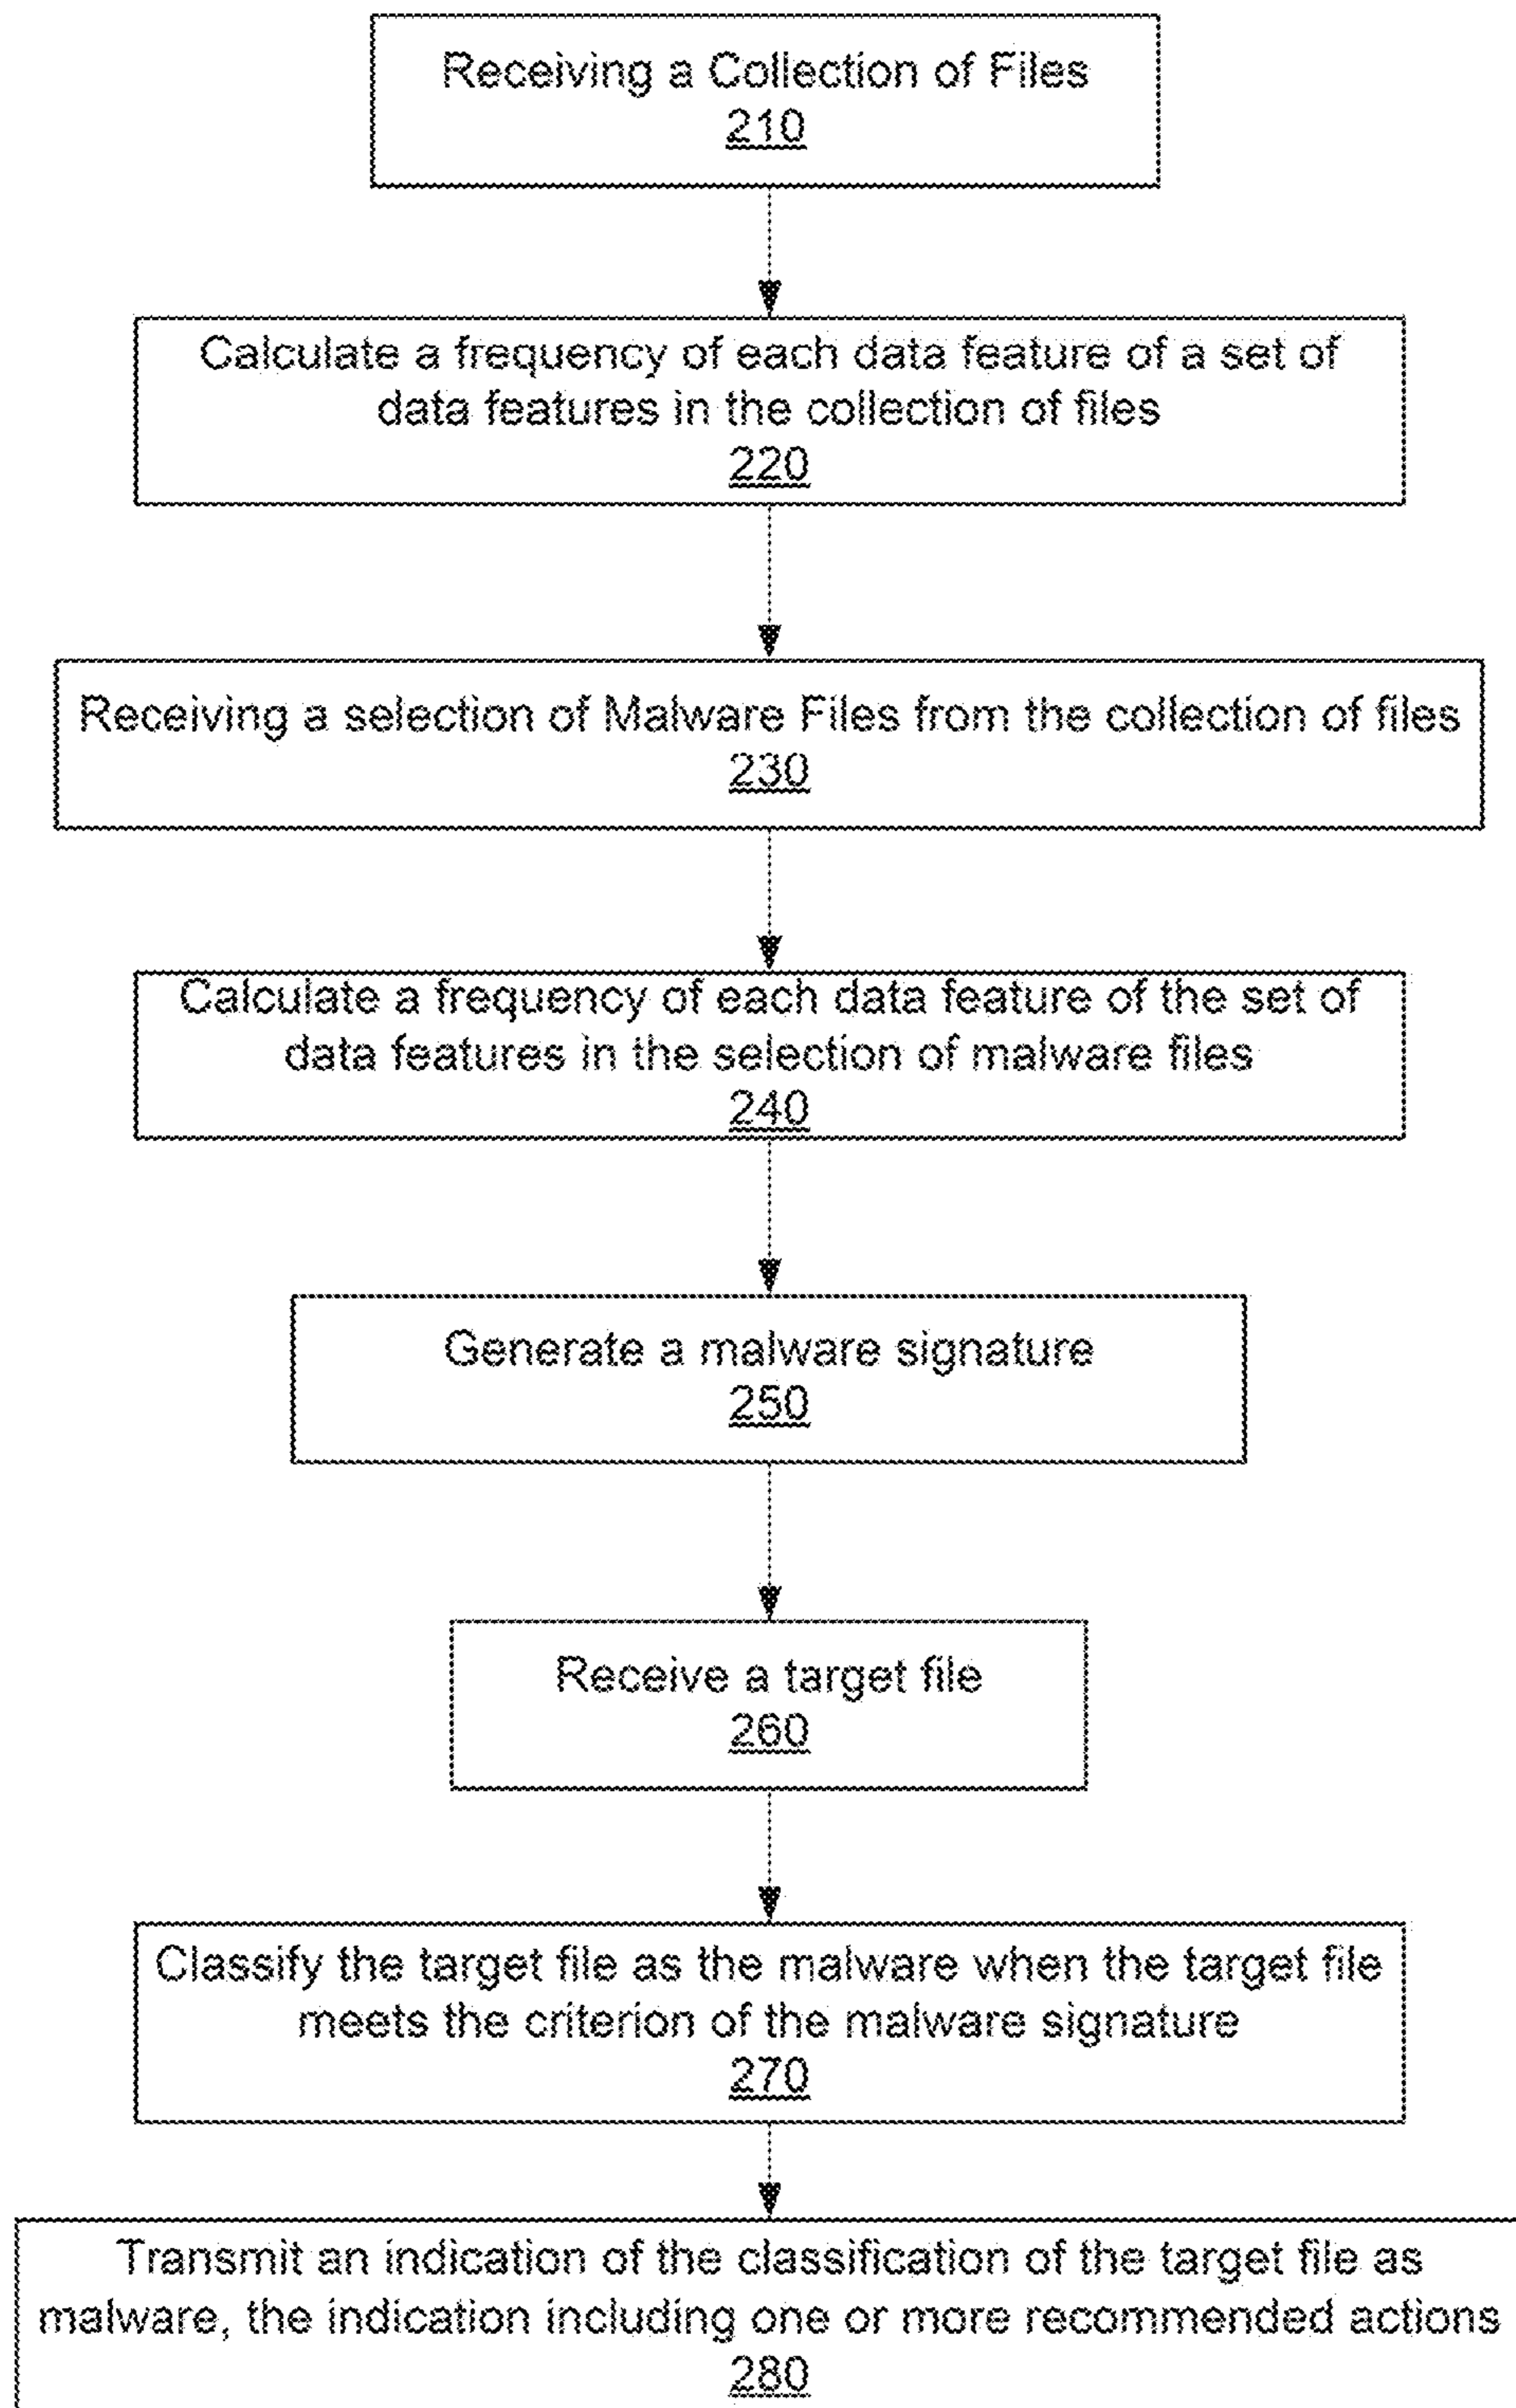 Receiving a Collection of Files
210
Calculate a frequency of each data feature of a set of
data features in the collection of files
220
Receiving a selection of Malware Files from the collection of files
230
Calculate a frequency of each data feature of the set of
data features in the selection of malware files
240
Generate a malware signature
250
Receive a target file
260
Classify the target file as the malware when the target file
meets the criterion of the malware signature
270
Transmit an indication of the classification of the target file as
malware, the indication including one or more recommended actions
280